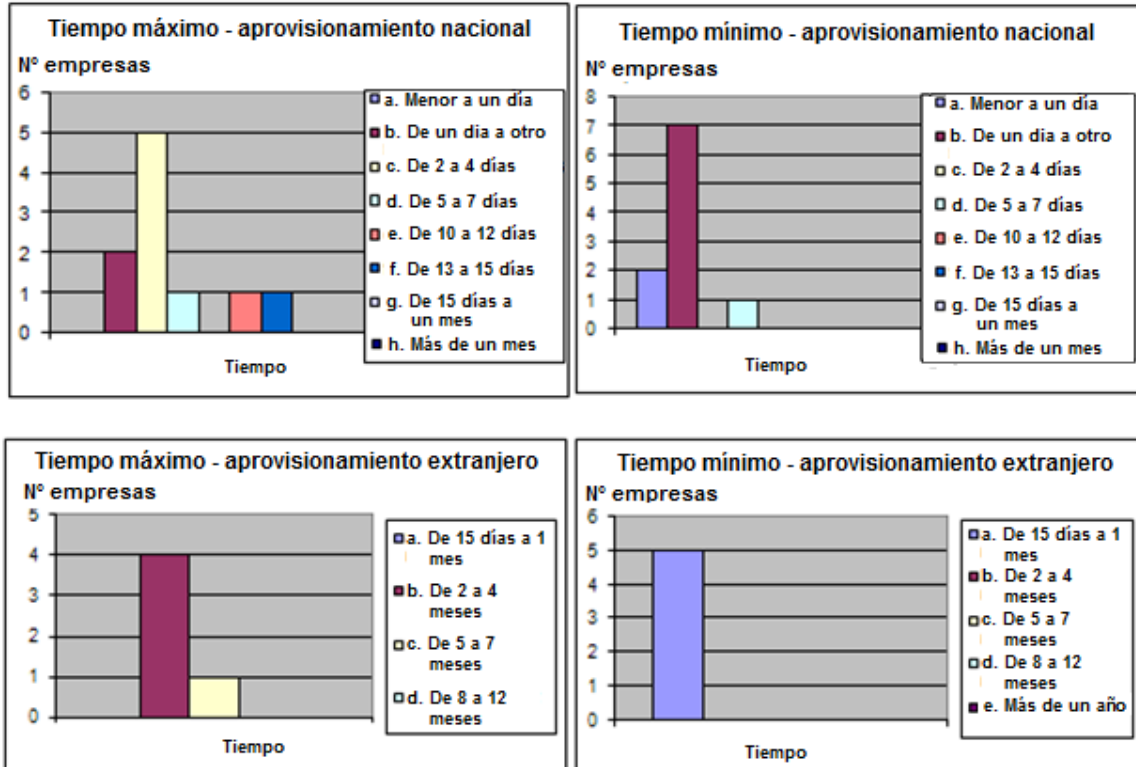 Tiempo máximo - aprovisionamiento nacional
N° empresas
6
5
4
3
2
1
0
a. Menor a un día
b. De un dia a otro
c. De 2 a 4 días
d. De 5 a 7 días
e. De 10 a 12 días
f. De 13 a 15 días
g. De 15 días a
un mes
h. Más de un mes
Tiempo
Tiempo mínimo - aprovisionamiento nacional
N° empresas
8
7
6
5
4
3
2
1
0
a. Menor a un día
b. De un dia a otro
c. De 2 a 4 días
d. De 5 a 7 días
e. De 10 a 12 días
f. De 13 a 15 días
g. De 15 días a
un mes
h. Más de un mes
Tiempo
Tiempo máximo - aprovisionamiento extranjero
N° empresas
5
4
3
2
1
0
a. De 15 días a 1
mes
b. De 2 a 4
meses
c. De 5 a 7
meses
d. De 8 a 12
meses
Tiempo
Tiempo mínimo - aprovisionamiento extranjero
N° empresas
6
5
4
3
2
1
0
a. De 15 días a 1
mes
b. De 2 a 4
meses
c. De 5 a 7
meses
d. De 8 a 12
meses
e. Más de un año
Tiempo